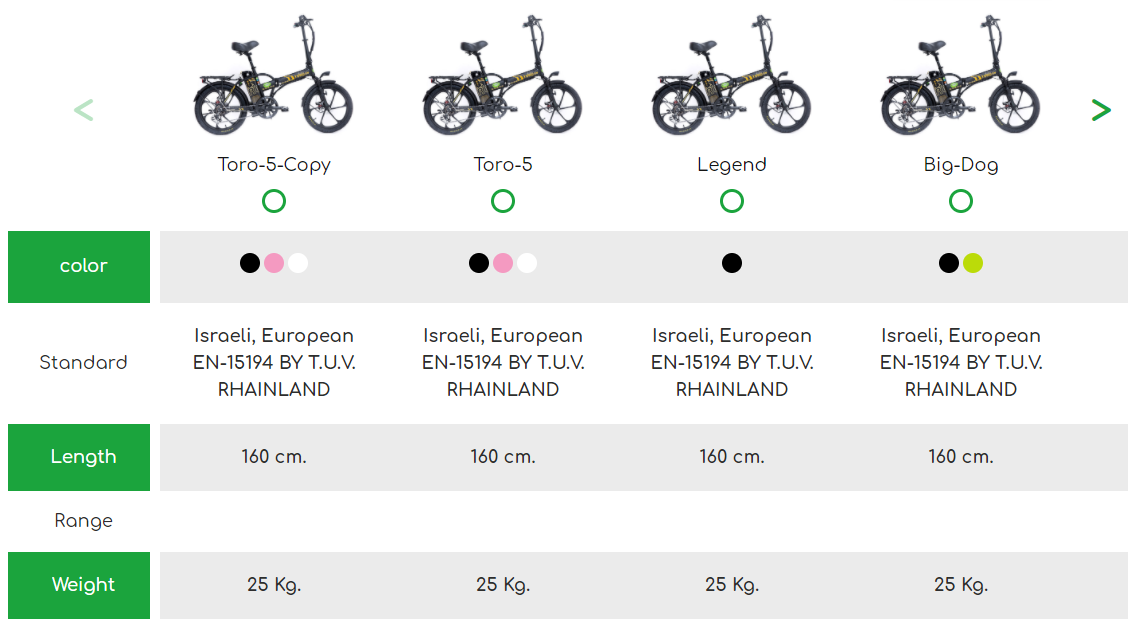 < >
Toro-5-Copy Toro-5 Legend Big-Dog
color
Israeli, European Israeli, European Israeli, European Israeli, European
Standard EN-15194 BY T.U.V. EN-15194 BY T.U.V. EN-15194 BY T.U.V. EN-15194 BY T.U.V.
RHAINLAND RHAINLAND RHAINLAND RHAINLAND
Length 160 cm. 160 cm. 160 cm. 160 cm.
Range
Weight 25 Kg. 25 Kg. 25 Kg. 25 Kg.